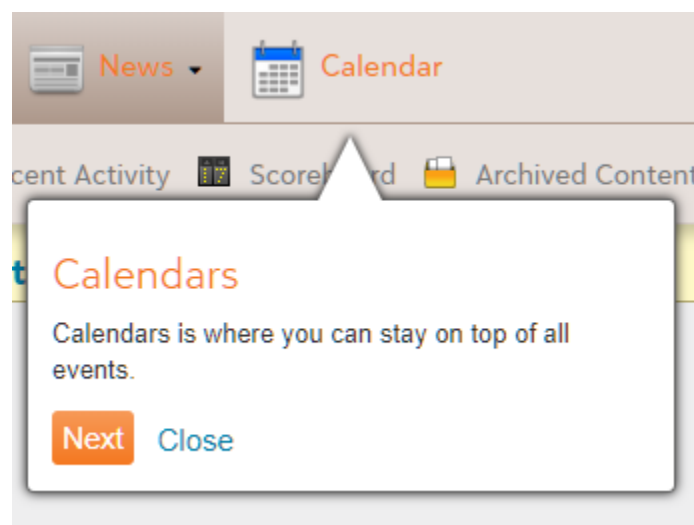 News Calendar
cent Activity Scoreb rd Archived Content
t
Calendars
Calendars is where you can stay on top of all
events.
Next Close